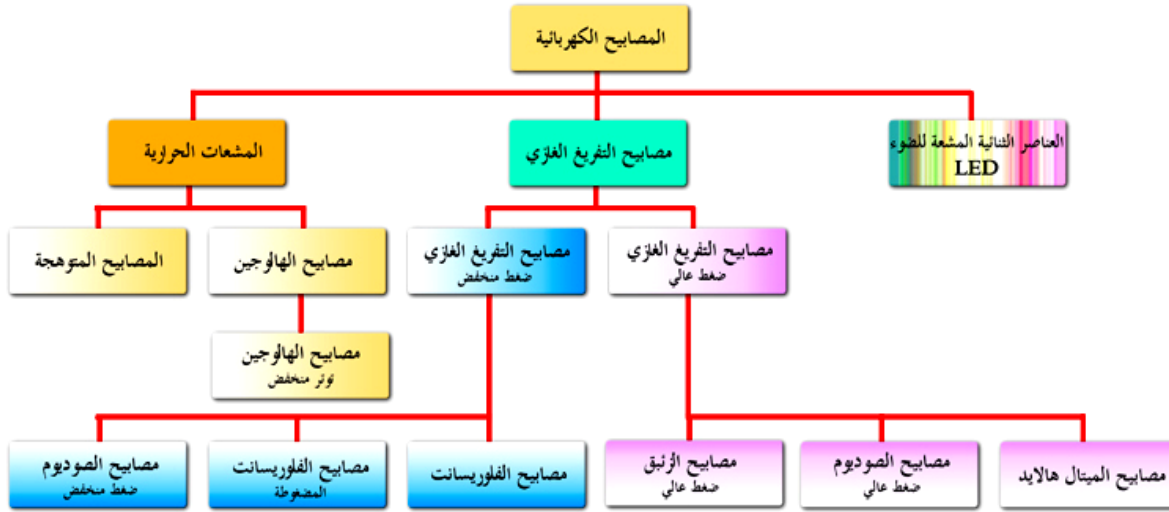 المصابيح الكهربائية
العناصر الثنائية المشعة للضوء
LED
مصابيح التفريغ الغازي
المشعات الحرارية
مصابيح التفريغ الغازي
ضغط عالي
مصابيح التفريغ الغازي
ضغط منخفض
مصابيح الهالوجين
المصابيح المتوهجة
مصابيح الهالوجين
توتر منخفض
مصابيح الميتال هالايد
مصابيح الصوديوم
ضغط عالي
مصابيح الزئبق
ضغط عالي
مصابيح الفلوريسانت
مصابيح الفلوريسانت
المضغوطة
مصابيح الصوديوم
ضغط منخفض